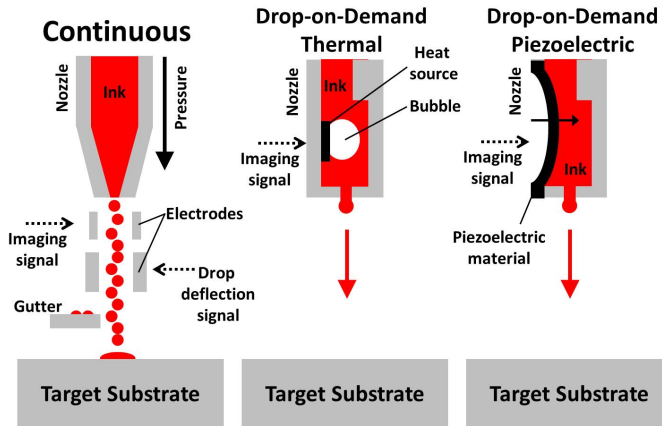 Continuous
Nozzle
Ink
Pressure
Imaging
signal
Electrodes
Drop
deflection
signal
Gutter
Target Substrate
Drop-on-Demand
Thermal
Nozzle
Ink
Heat
source
Bubble
Imaging
signal
Target Substrate
Drop-on-Demand
Piezoelectric
Nozzle
Imaging
signal
Ink
Piezoelectric
material
Target Substrate